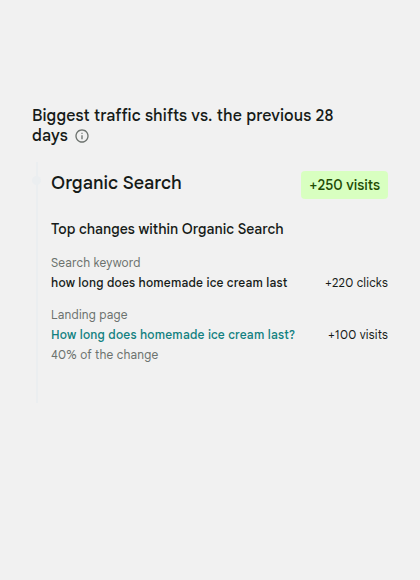 Biggest traffic shifts vs. the previous 28
days
Organic Search
+250 visits
Top changes within Organic Search
Search keyword
how long does homemade ice cream last +220 clicks
Landing page
How long does homemade ice cream last? +100 visits
40% of the change